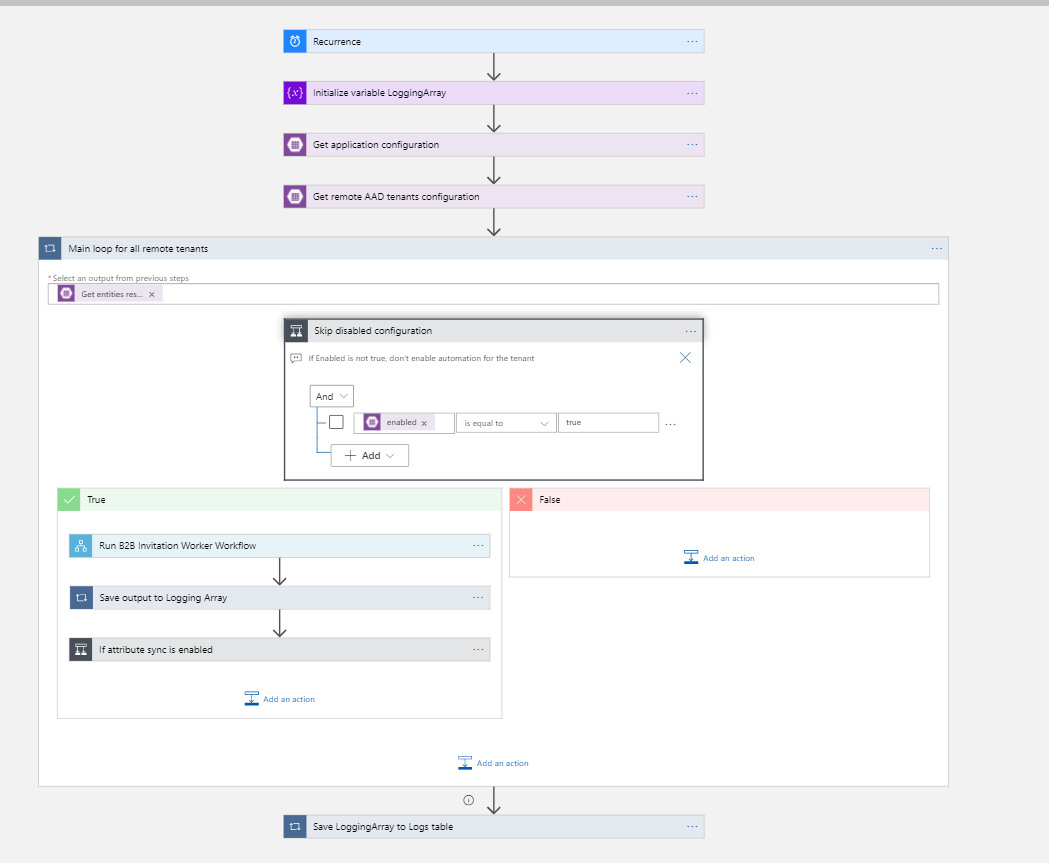 Recurrence
...
{x} Initialize variable LoggingArray
...
Get application configuration
...
Get remote AAD tenants configuration
...
Main loop for all remote tenants
...
* Select an output from previous steps
Get entities res... x
Skip disabled configuration
...
If Enabled is not true, don't enable automation for the tenant
And
enabled x is equal to true ...
+ Add
True
False
Run B2B Invitation Worker Workflow
...
Add an action
Save output to Logging Array
...
If attribute sync is enabled
...
Add an action
Add an action
Save LoggingArray to Logs table
...